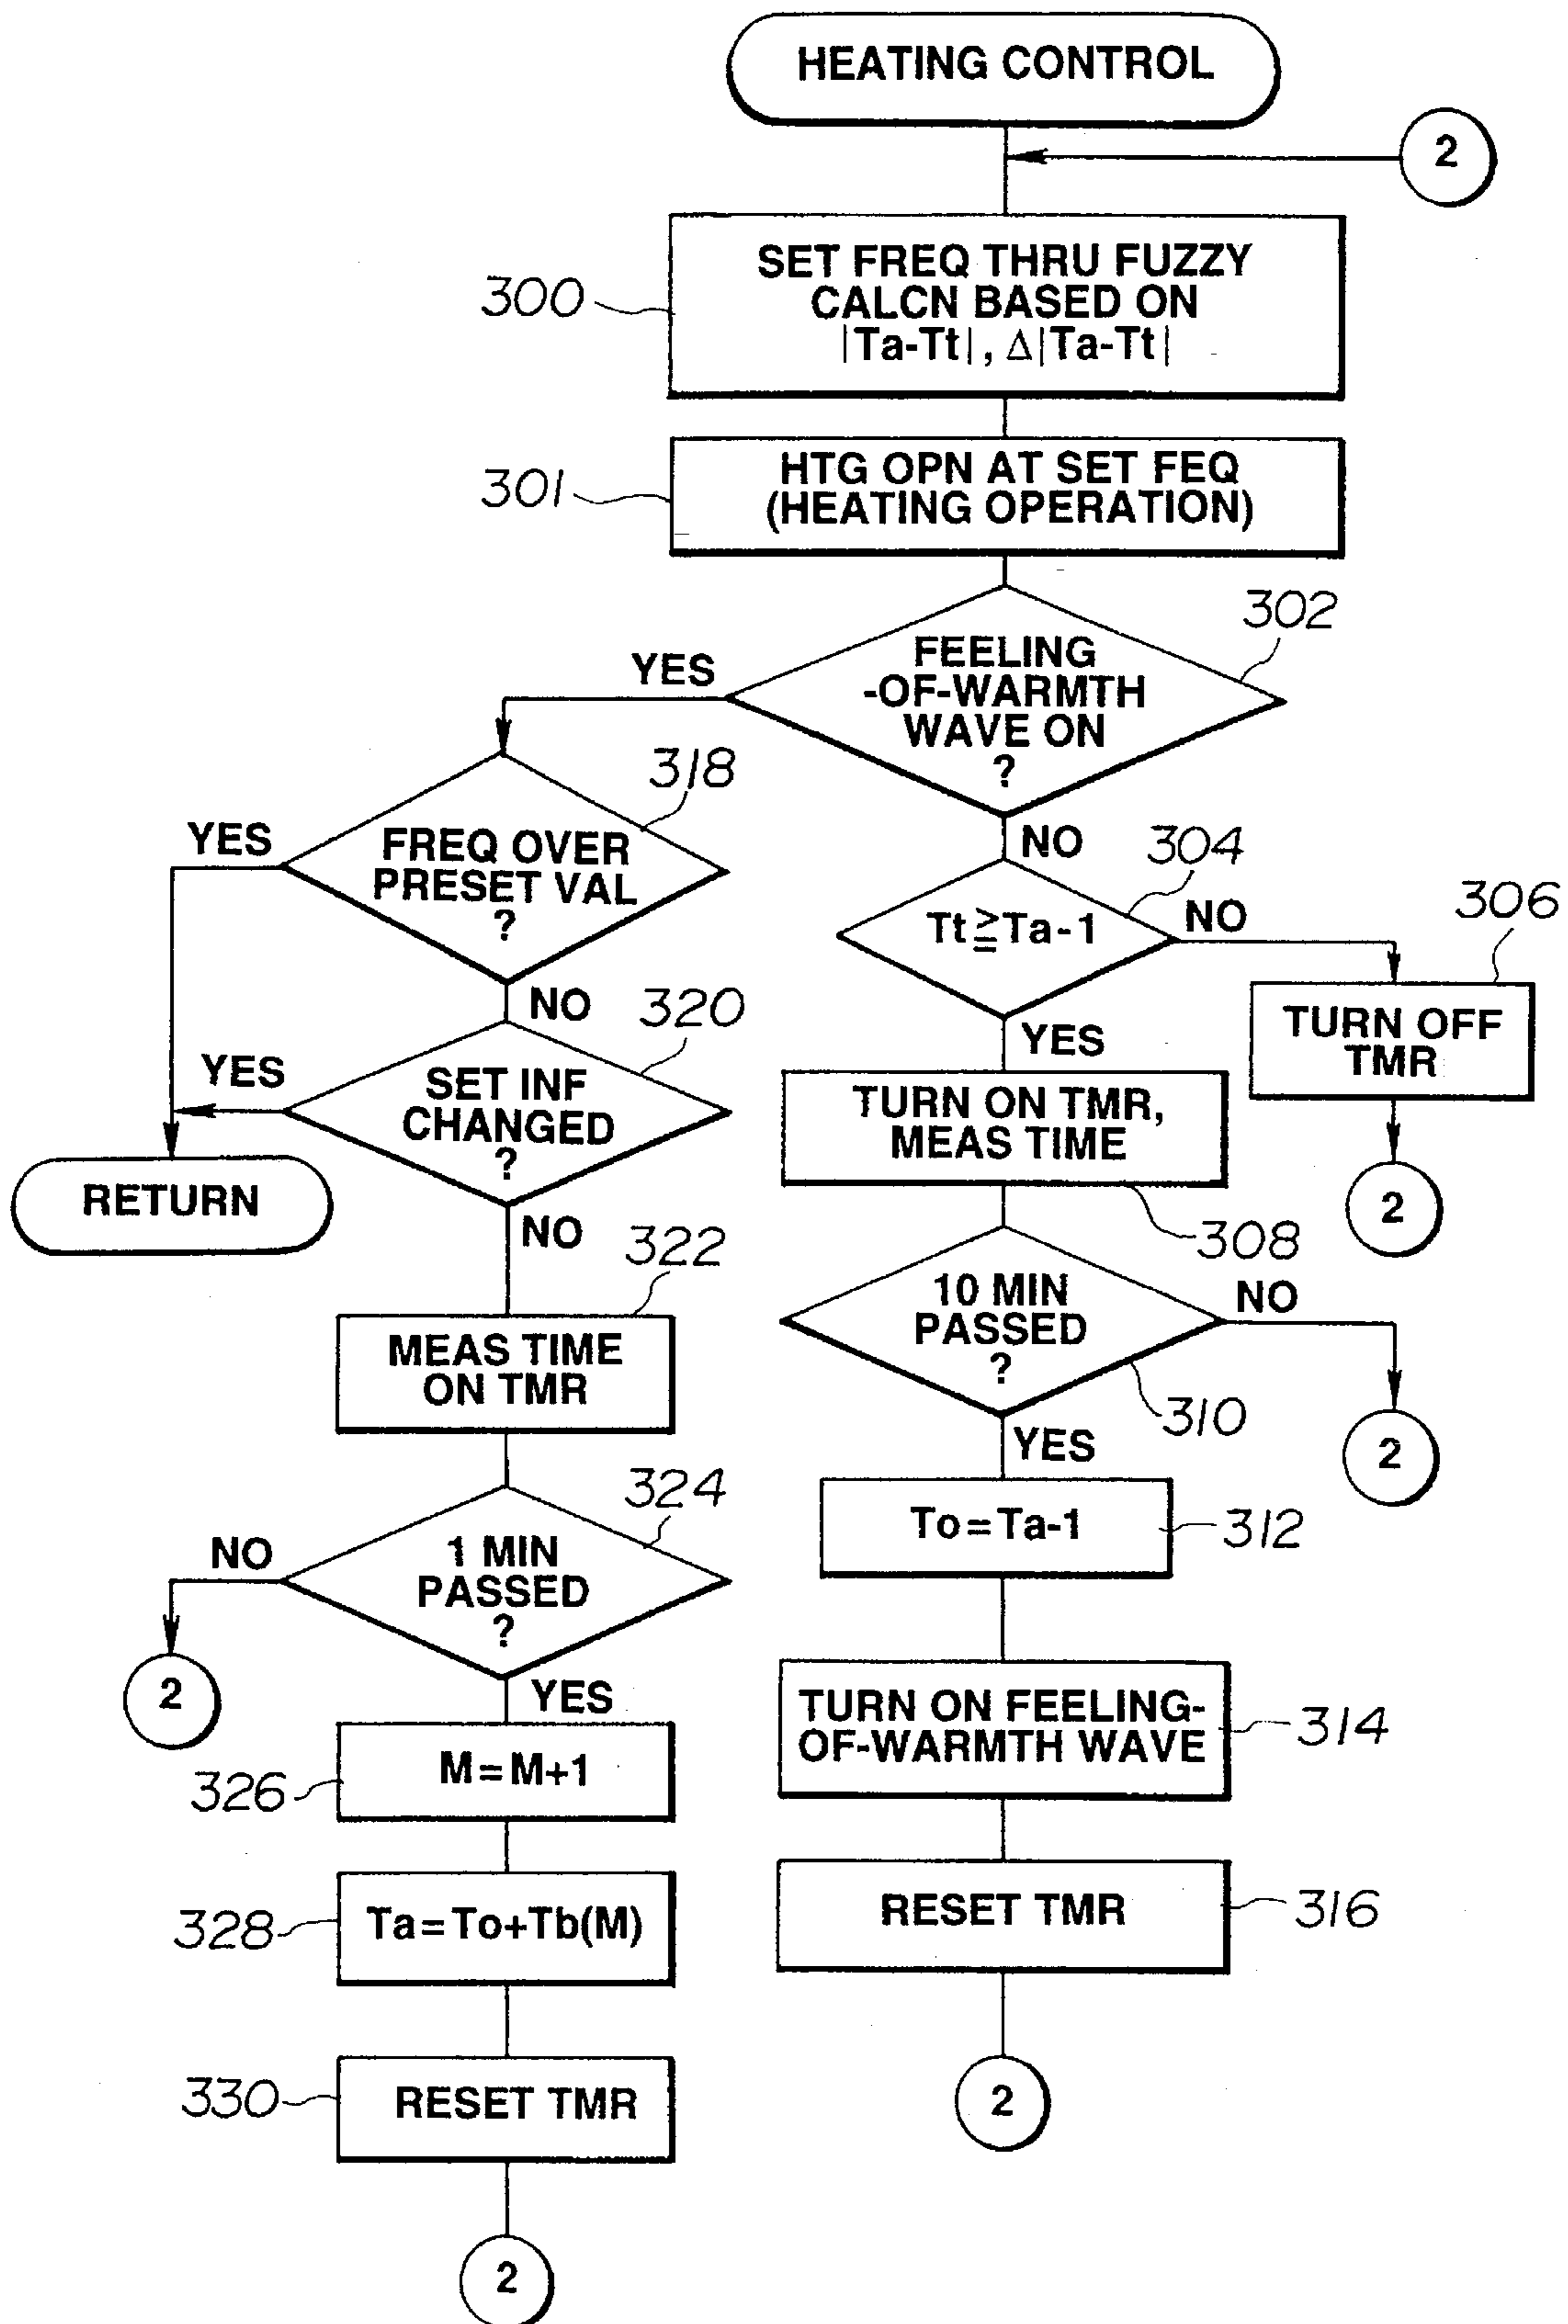 HEATING CONTROL
2
300
SET FREQ THRU FUZZY
CALCN BASED ON
|Ta-Tt|, Δ|Ta-Tt|
301
HTG OPN AT SET FEQ
(HEATING OPERATION)
302
FEELING
-OF-WARMTH
WAVE ON
?
YES
NO
318
FREQ OVER
PRESET VAL
?
YES
NO
304
Tt≧Ta-1
NO
YES
306
TURN OFF
TMR
2
320
SET INF
CHANGED
?
YES
NO
RETURN
TURN ON TMR,
MEAS TIME
308
322
MEAS TIME
ON TMR
10 MIN
PASSED
?
NO
310
YES
2
324
1 MIN
PASSED
?
NO
2
YES
To=Ta-1
312
326
M=M+1
TURN ON FEELING-
OF-WARMTH WAVE
314
328
Ta=To+Tb(M)
RESET TMR
316
330
RESET TMR
2
2